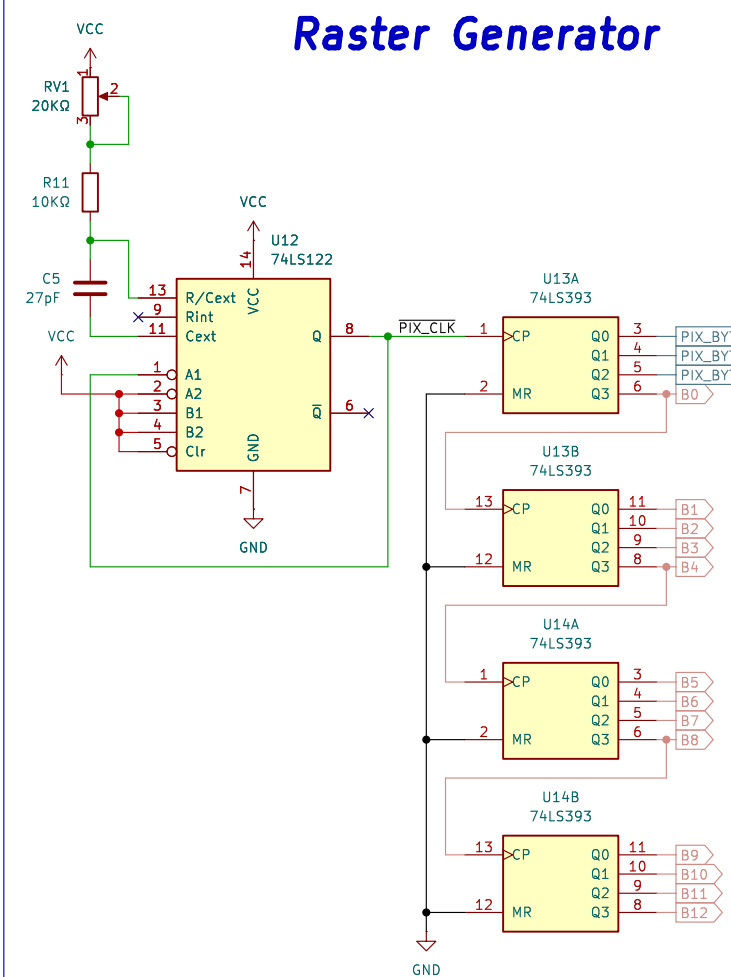 Raster Generator
VCC
1
RV1
2
20KΩ
3
R11
10KΩ
C5
27pF
VCC
U12
74LS122
14
VCC
13 R/Cext
9 Rint
11 Cext
Q 8
PIX_CLK
VCC
1 A1
2 A2
3 B1
4 B2
5 Clr
Q 6
GND
7
GND
U13A
74LS393
1 CP Q0 3
Q1 4
Q2 5
2 MR Q3 6 B0
U13B
74LS393
13 CP Q0 11 B1
Q1 10 B2
Q2 9 B3
12 MR Q3 8 B4
U14A
74LS393
1 CP Q0 3 B5
Q1 4 B6
Q2 5 B7
2 MR Q3 6 B8
U14B
74LS393
13 CP Q0 11 B9
Q1 10 B10
Q2 9 B11
12 MR Q3 8 B12
GND